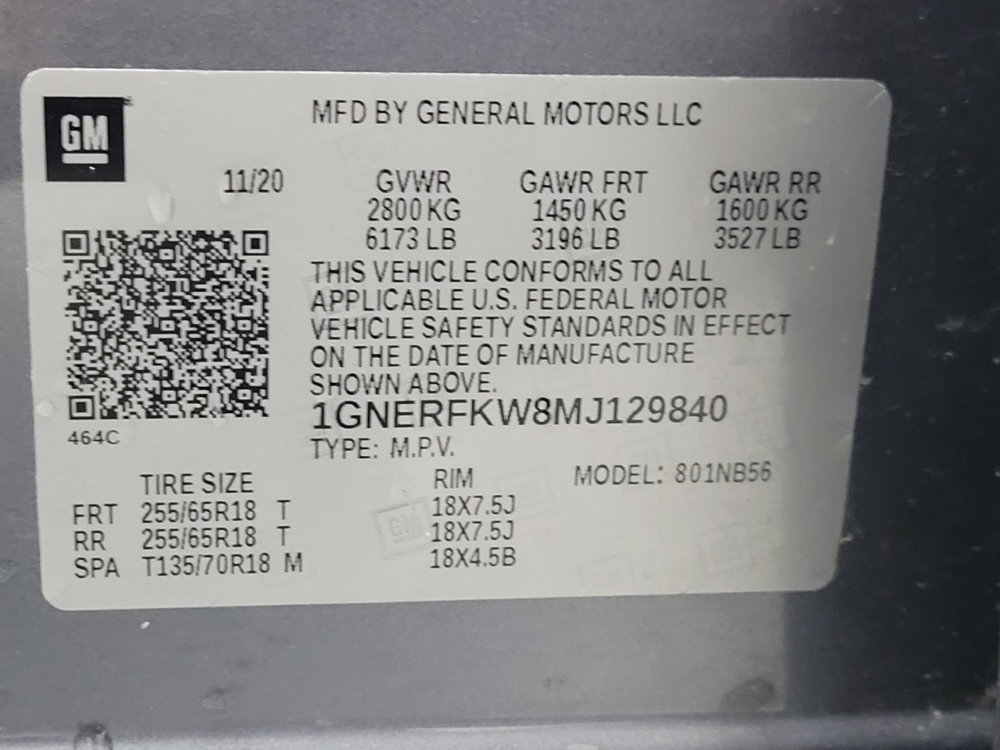 GM
MFD BY GENERAL MOTORS LLC
11/20 GVWR GAWR FRT GAWR RR
2800 KG 1450 KG 1600 KG
6173 LB 3196 LB 3527 LB
THIS VEHICLE CONFORMS TO ALL
APPLICABLE U.S. FEDERAL MOTOR
VEHICLE SAFETY STANDARDS IN EFFECT
ON THE DATE OF MANUFACTURE
SHOWN ABOVE.
1GNERFKW8MJ129840
464C
TYPE: M.P.V.
TIRE SIZE RIM MODEL: 801NB56
FRT 255/65R18 T 18X7.5J
RR 255/65R18 T 18X7.5J
SPA T135/70R18 M 18X4.5B